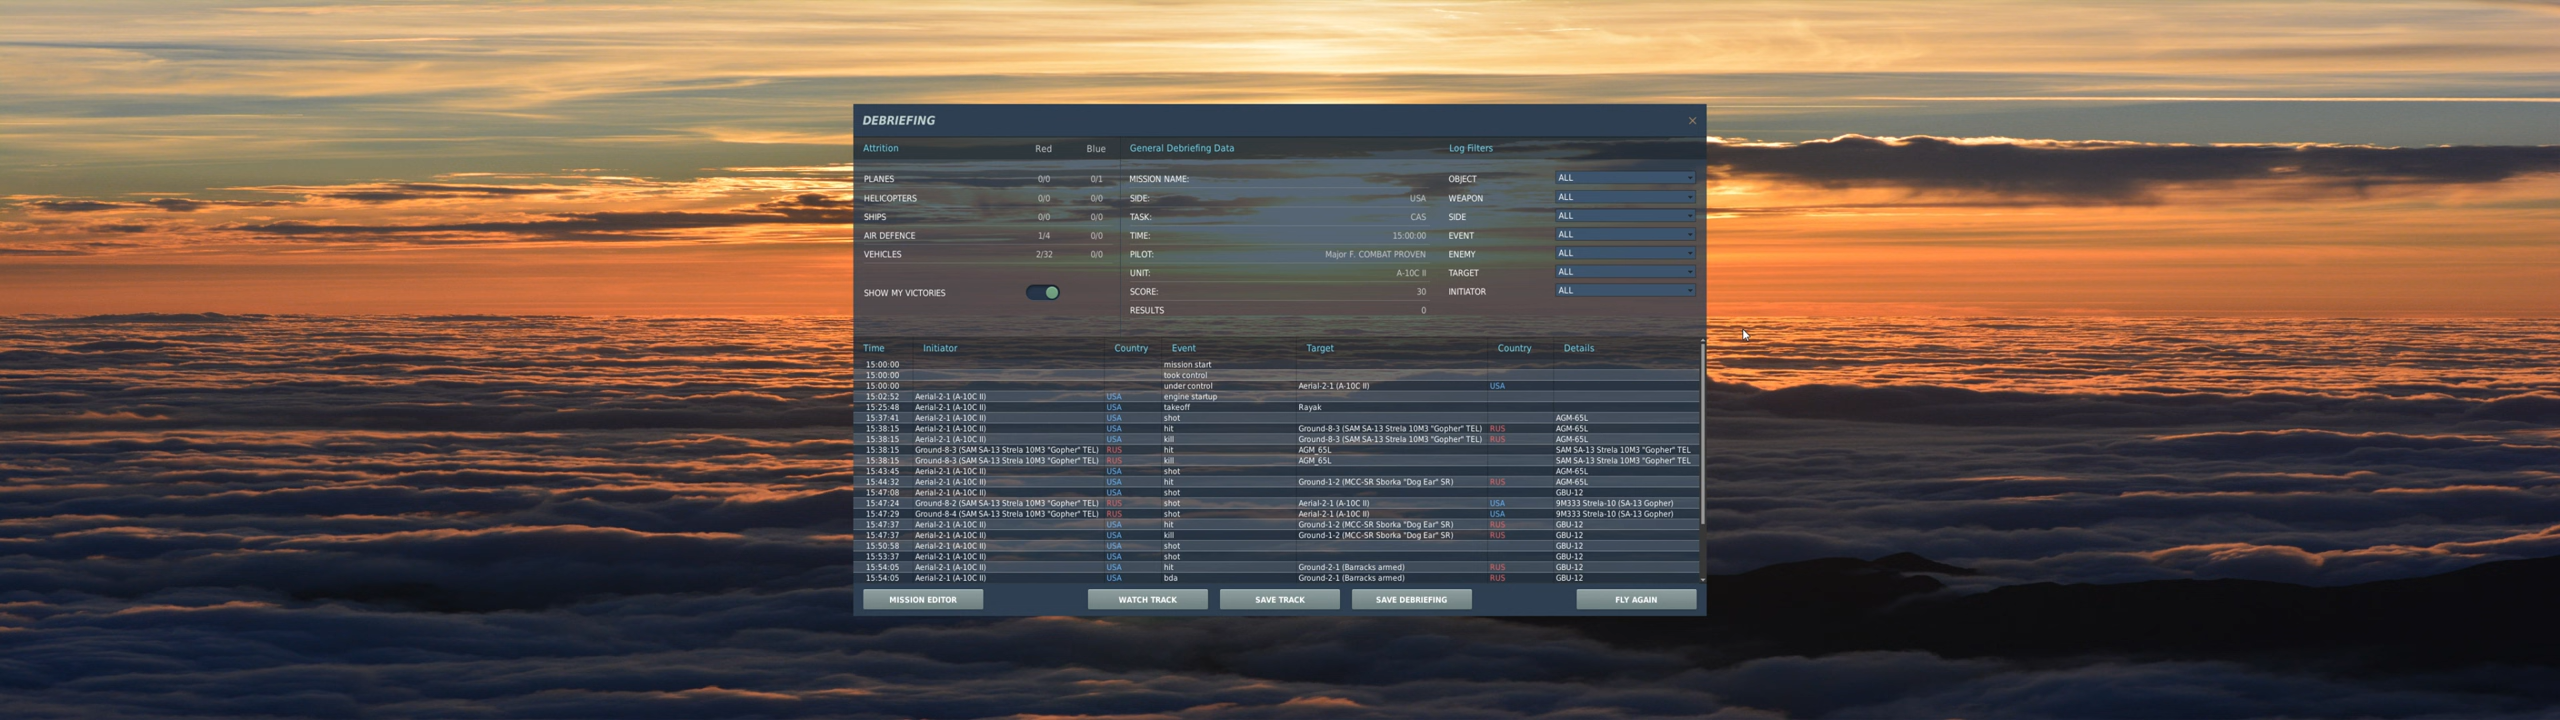 DEBRIEFING ×
Attrition Red Blue General Debriefing Data Log Filters
PLANES 0/0 0/1 MISSION NAME: OBJECT ALL
HELICOPTERS 0/0 0/0 SIDE: USA WEAPON ALL
SHIPS 0/0 0/0 TASK: CAS SIDE ALL
AIR DEFENCE 1/4 0/0 TIME: 15:00:00 EVENT ALL
VEHICLES 2/32 0/0 PILOT: Major F. COMBAT PROVEN ENEMY ALL
UNIT: A-10C II TARGET ALL
SHOW MY VICTORIES SCORE: 30 INITIATOR ALL
RESULTS 0
Time Initiator Country Event Target Country Details
15:00:00 mission start
15:00:00 took control
15:00:00 under control Aerial-2-1 (A-10C II) USA
15:02:52 Aerial-2-1 (A-10C II) USA engine startup
15:25:48 Aerial-2-1 (A-10C II) USA takeoff Rayak
15:37:41 Aerial-2-1 (A-10C II) USA shot AGM-65L
15:38:15 Aerial-2-1 (A-10C II) USA hit Ground-8-3 (SAM SA-13 Strela 10M3 "Gopher" TEL) RUS AGM-65L
15:38:15 Aerial-2-1 (A-10C II) USA kill Ground-8-3 (SAM SA-13 Strela 10M3 "Gopher" TEL) RUS AGM-65L
15:38:15 Ground-8-3 (SAM SA-13 Strela 10M3 "Gopher" TEL) RUS hit AGM_65L SAM SA-13 Strela 10M3 "Gopher" TEL
15:38:15 Ground-8-3 (SAM SA-13 Strela 10M3 "Gopher" TEL) RUS kill AGM_65L SAM SA-13 Strela 10M3 "Gopher" TEL
15:43:45 Aerial-2-1 (A-10C II) USA shot AGM-65L
15:44:32 Aerial-2-1 (A-10C II) USA hit Ground-1-2 (MCC-SR Sborka "Dog Ear" SR) RUS AGM-65L
15:47:08 Aerial-2-1 (A-10C II) USA shot GBU-12
15:47:24 Ground-8-2 (SAM SA-13 Strela 10M3 "Gopher" TEL) RUS shot Aerial-2-1 (A-10C II) USA 9M333 Strela-10 (SA-13 Gopher)
15:47:29 Ground-8-4 (SAM SA-13 Strela 10M3 "Gopher" TEL) RUS shot Aerial-2-1 (A-10C II) USA 9M333 Strela-10 (SA-13 Gopher)
15:47:37 Aerial-2-1 (A-10C II) USA hit Ground-1-2 (MCC-SR Sborka "Dog Ear" SR) RUS GBU-12
15:47:37 Aerial-2-1 (A-10C II) USA kill Ground-1-2 (MCC-SR Sborka "Dog Ear" SR) RUS GBU-12
15:50:58 Aerial-2-1 (A-10C II) USA shot GBU-12
15:53:37 Aerial-2-1 (A-10C II) USA shot GBU-12
15:54:05 Aerial-2-1 (A-10C II) USA hit Ground-2-1 (Barracks armed) RUS GBU-12
15:54:05 Aerial-2-1 (A-10C II) USA bda Ground-2-1 (Barracks armed) RUS GBU-12
MISSION EDITOR WATCH TRACK SAVE TRACK SAVE DEBRIEFING FLY AGAIN